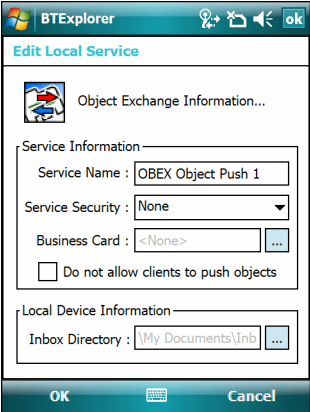 BTExplorer
ok
Edit Local Service
Object Exchange Information...
Service Information
Service Name : OBEX Object Push 1
Service Security : None
Business Card : <None> ...
Do not allow clients to push objects
Local Device Information
Inbox Directory : \My Documents\Inb ...
OK Cancel